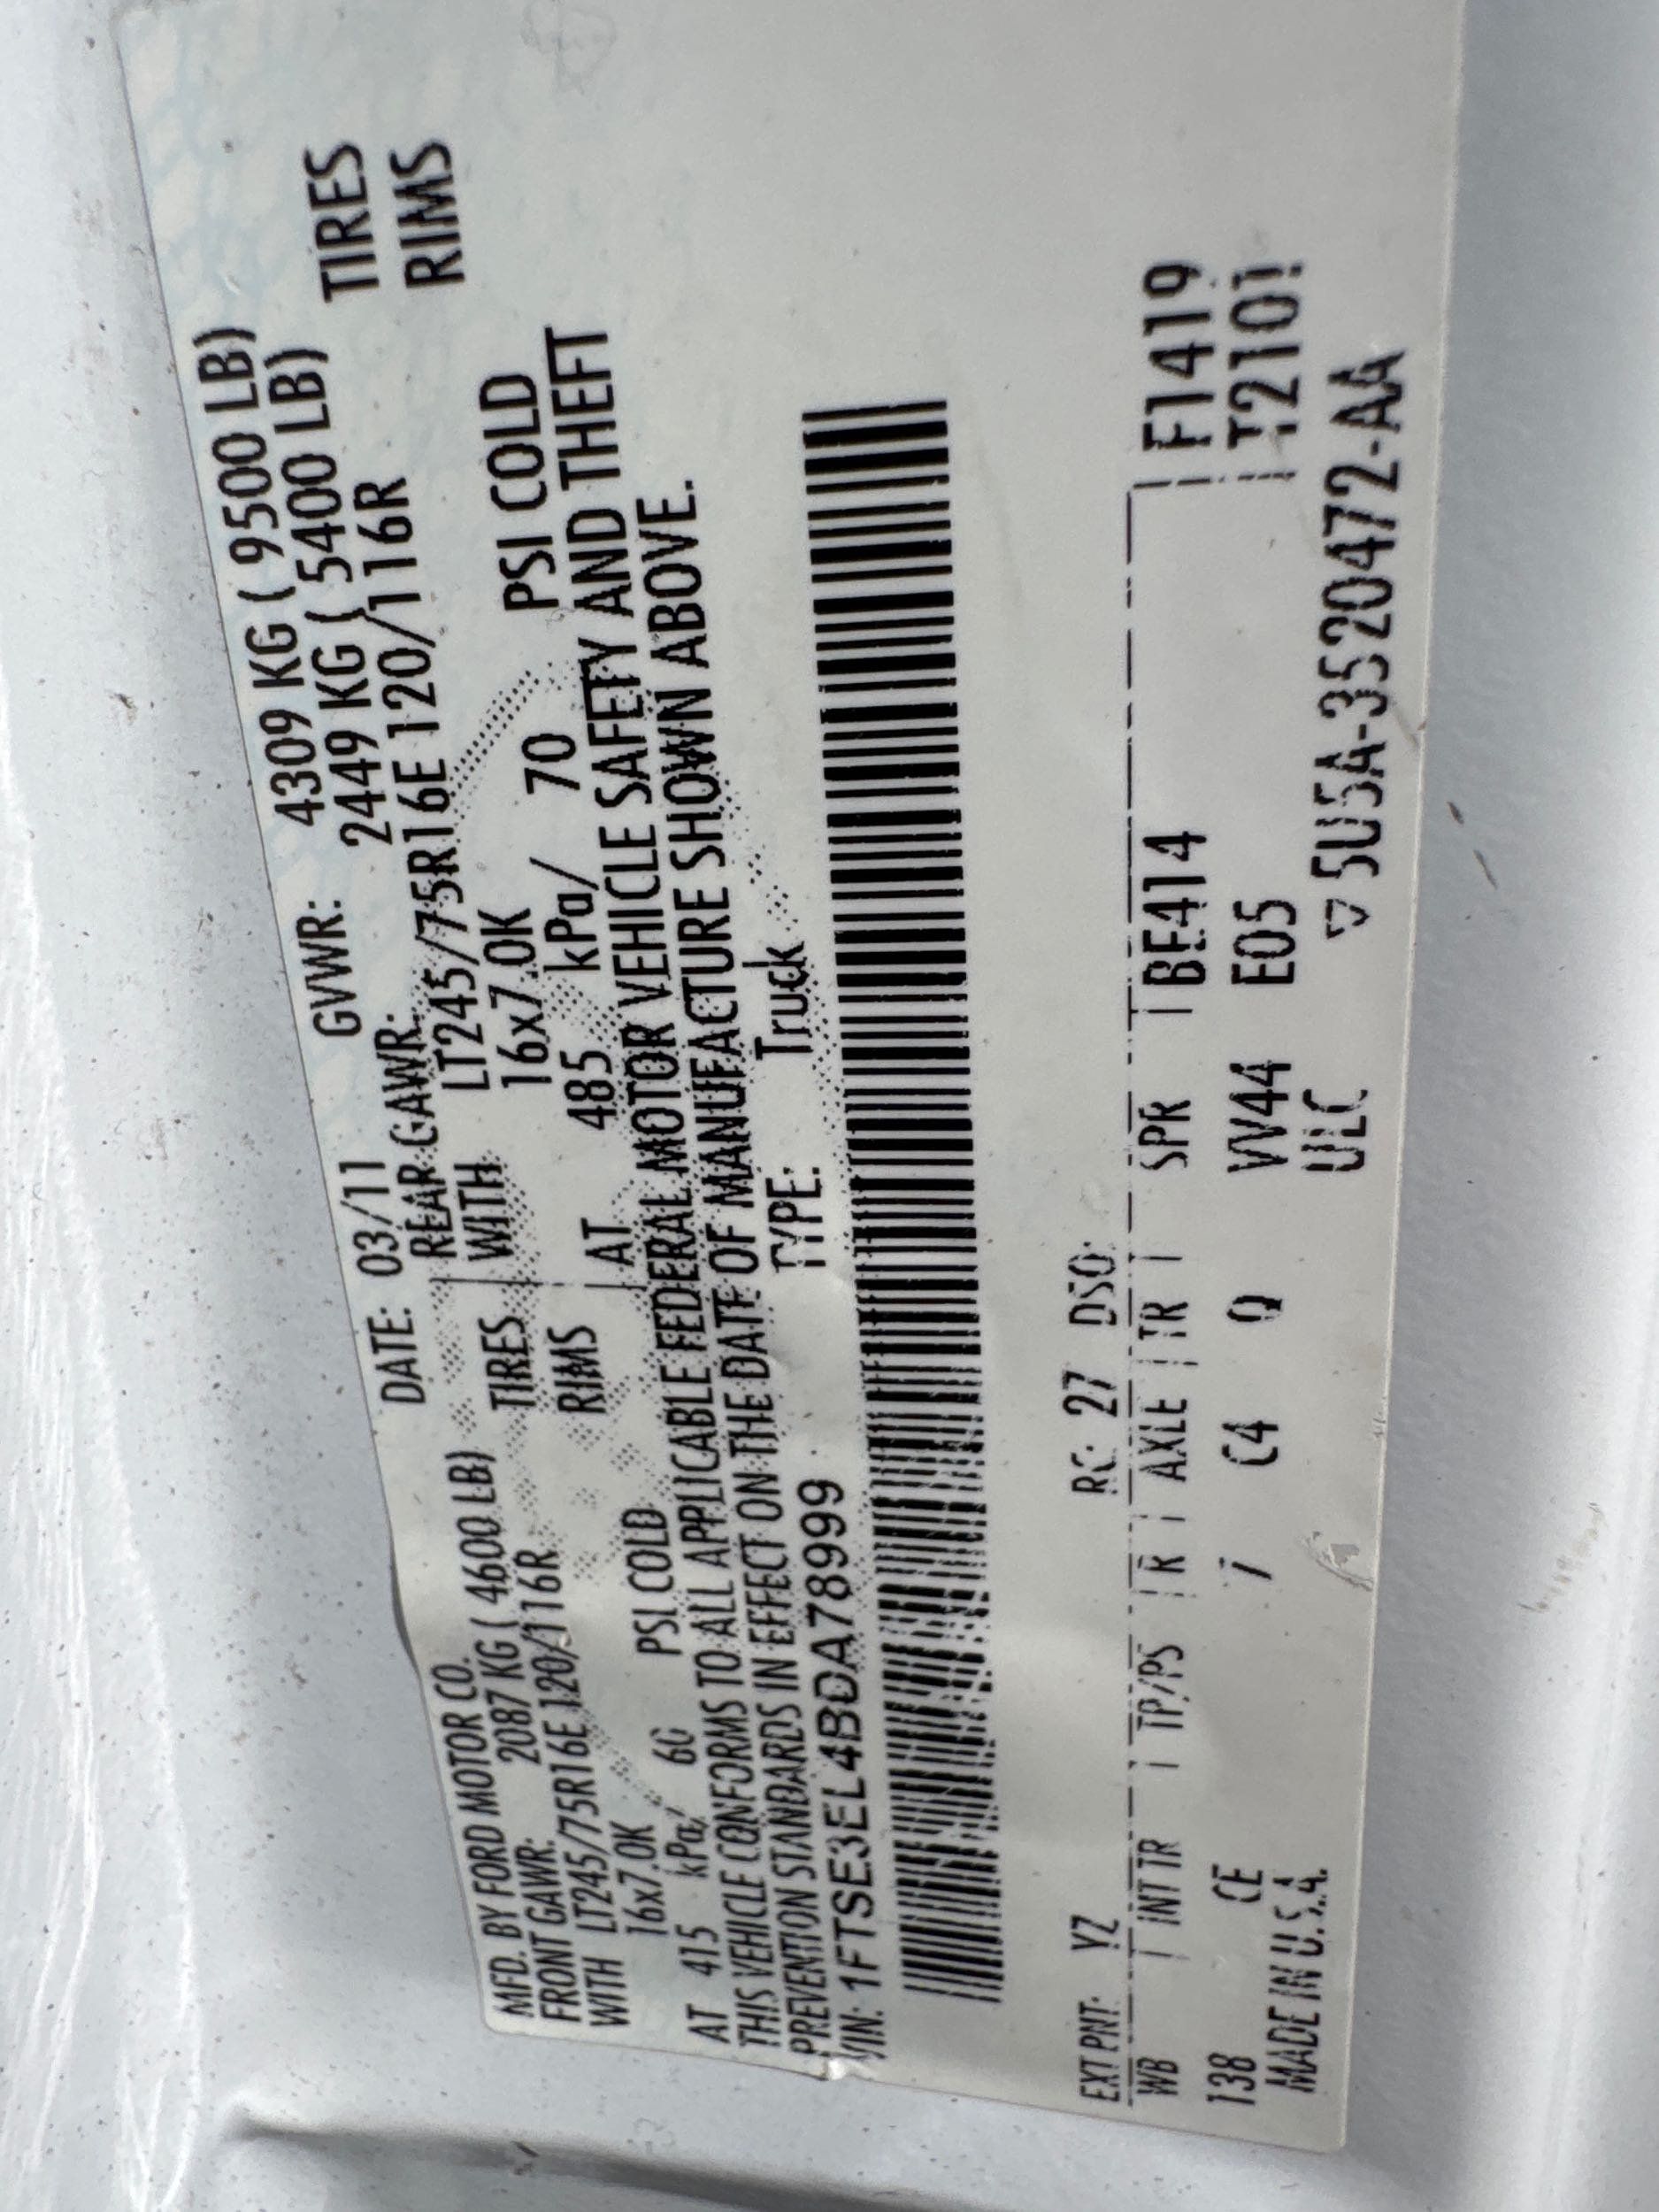 MFD. BY FORD MOTOR CO.
DATE: 03/11 GVWR: 4309 KG ( 9500 LB)
FRONT GAWR: 2087 KG ( 4600 LB) REAR GAWR: 2449 KG ( 5400 LB)
WITH LT245/75R16E 120/116R TIRES WITH LT245/75R16E 120/116R TIRES
16x7.0K RIMS 16x7.0K RIMS
AT 415 kPa/ 60 PSI COLD AT 485 kPa/ 70 PSI COLD
THIS VEHICLE CONFORMS TO ALL APPLICABLE FEDERAL MOTOR VEHICLE SAFETY AND THEFT
PREVENTION STANDARDS IN EFFECT ON THE DATE OF MANUFACTURE SHOWN ABOVE.
VIN: 1FTSE3EL4BDA78999 TYPE: Truck
EXT PNT: YZ RC: 27 DSO:
WB INT TR TP/PS R AXLE TR SPR BE414 F1419
138 CE 7 C4 Q VV44 E05 T2101
MADE IN U.S.A. ULC 5U5A-3520472-AA